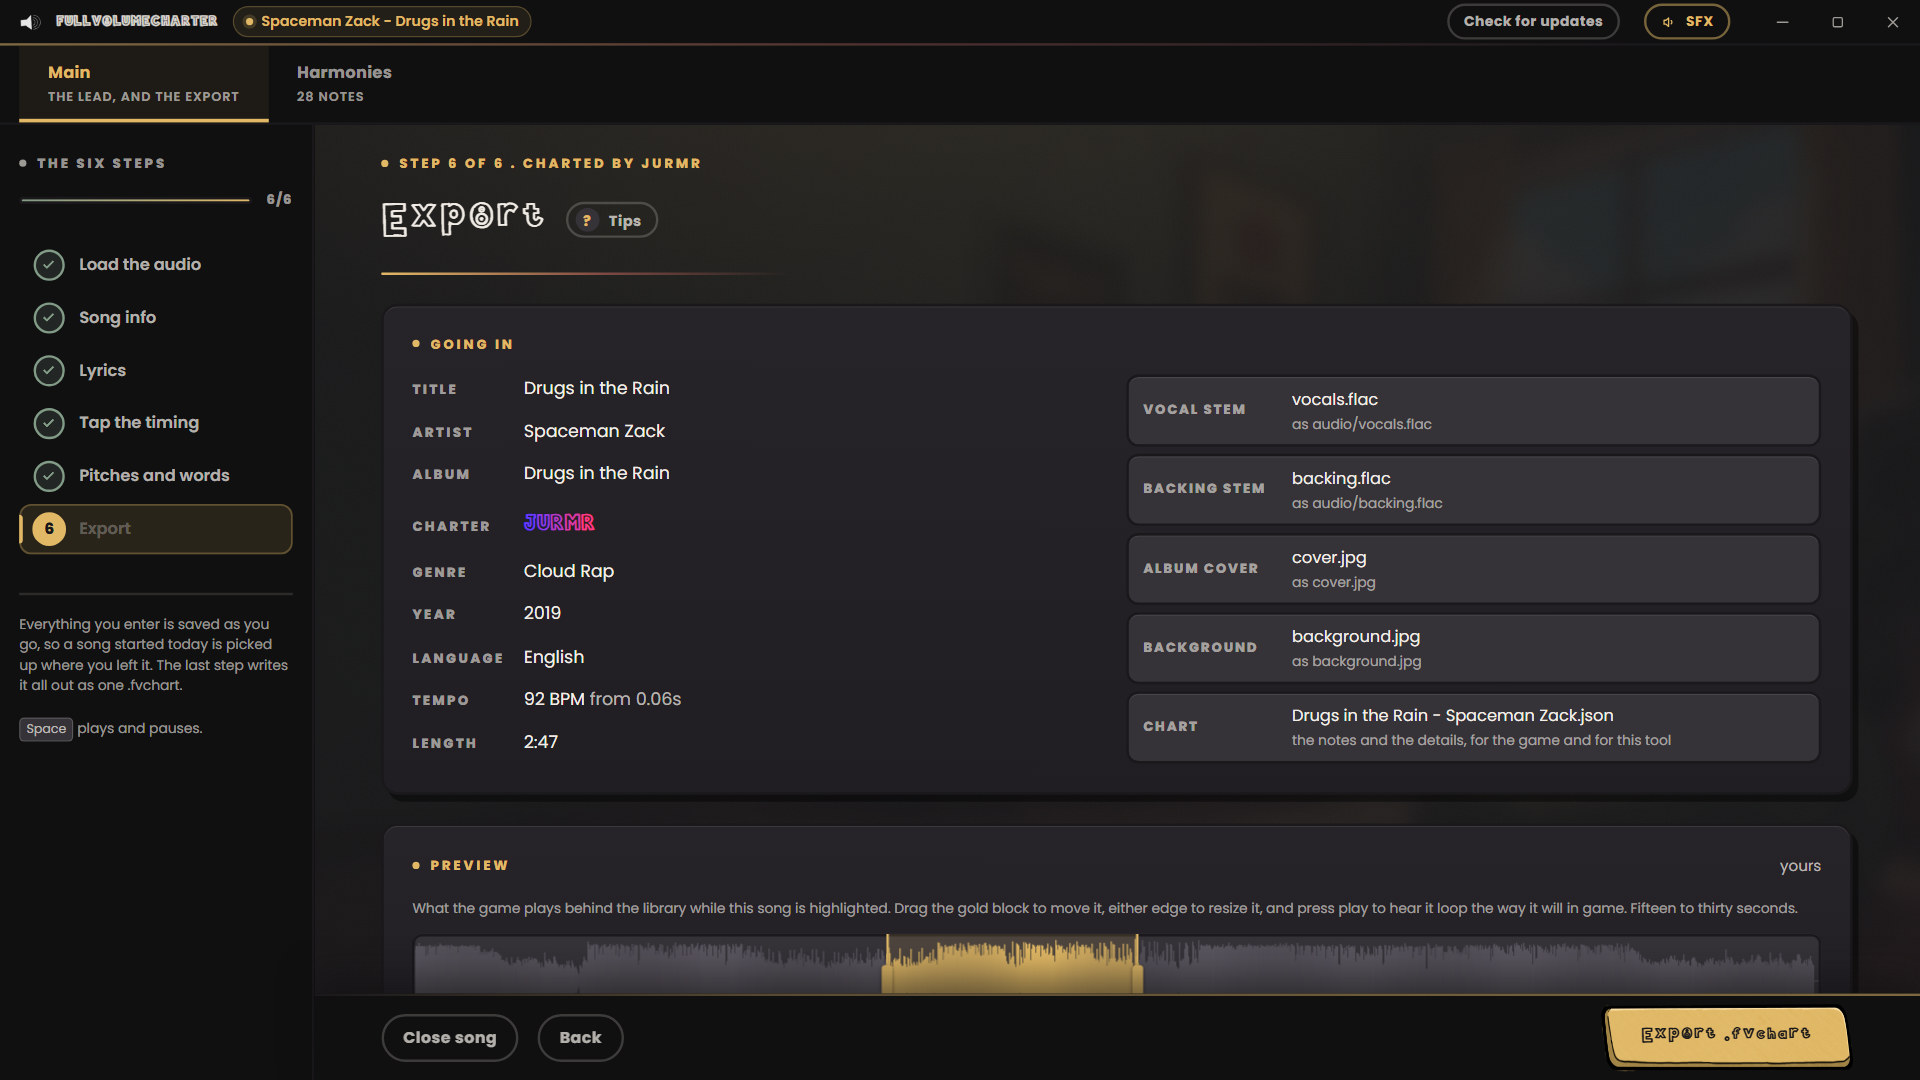 FULLVOLUMECHARTER
Spaceman Zack - Drugs in the Rain
Check for updates
SFX
Main
THE LEAD, AND THE EXPORT
Harmonies
28 NOTES
THE SIX STEPS
6/6
Load the audio
Song info
Lyrics
Tap the timing
Pitches and words
6 Export
Everything you enter is saved as you
go, so a song started today is picked
up where you left it. The last step writes
it all out as one .fvchart.
Space plays and pauses.
STEP 6 OF 6 . CHARTED BY JURMR
Export
? Tips
GOING IN
TITLE Drugs in the Rain
ARTIST Spaceman Zack
ALBUM Drugs in the Rain
CHARTER JURMR
GENRE Cloud Rap
YEAR 2019
LANGUAGE English
TEMPO 92 BPM from 0.06s
LENGTH 2:47
VOCAL STEM vocals.flac
as audio/vocals.flac
BACKING STEM backing.flac
as audio/backing.flac
ALBUM COVER cover.jpg
as cover.jpg
BACKGROUND background.jpg
as background.jpg
CHART Drugs in the Rain - Spaceman Zack.json
the notes and the details, for the game and for this tool
PREVIEW
yours
What the game plays behind the library while this song is highlighted. Drag the gold block to move it, either edge to resize it, and press play to hear it loop the way it will in game. Fifteen to thirty seconds.
Close song
Back
Export .fvchart